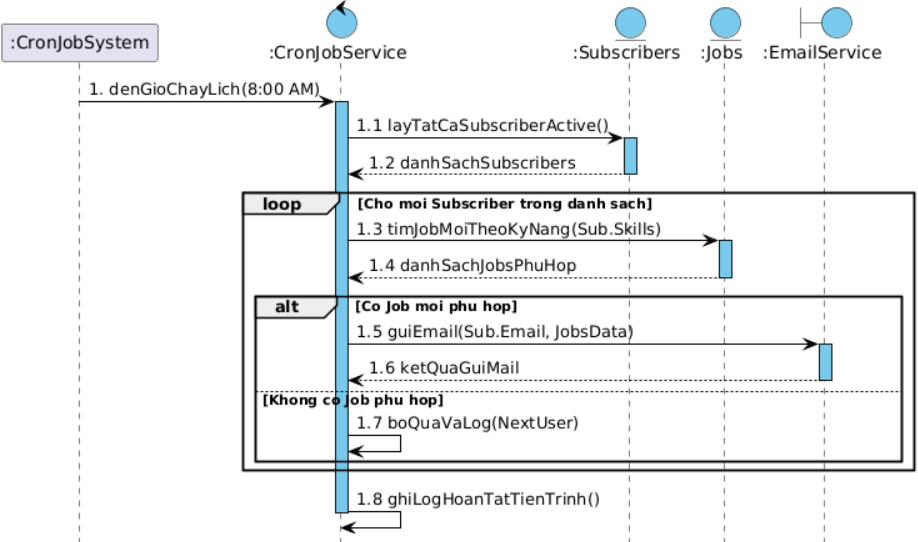 :CronJobSystem
:CronJobService
:Subscribers
:Jobs
:EmailService
1. denGioChayLich(8:00 AM)
1.1 layTatCaSubscriberActive()
1.2 danhSachSubscribers
loop
[Cho moi Subscriber trong danh sach]
1.3 timJobMoiTheoKyNang(Sub.Skills)
1.4 danhSachJobsPhuHop
alt
[Co Job moi phu hop]
1.5 guiEmail(Sub.Email, JobsData)
1.6 ketQuaGuiMail
[Khong co Job phu hop]
1.7 boQuaVaLog(NextUser)
1.8 ghiLogHoanTatTienTrinh()